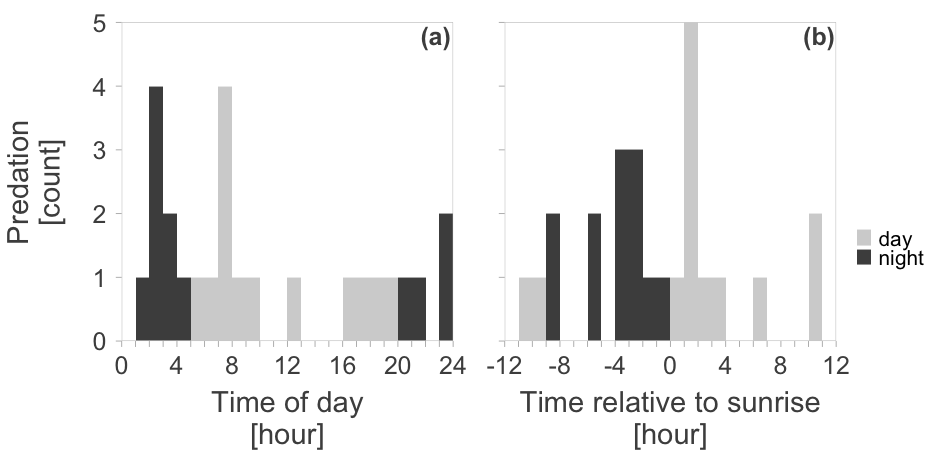 (a)
(b)
5
4
3
2
1
0
Predation
[count]
0 4 8 12 16 20 24
-12 -8 -4 0 4 8 12
Time of day
[hour]
Time relative to sunrise
[hour]
day
night